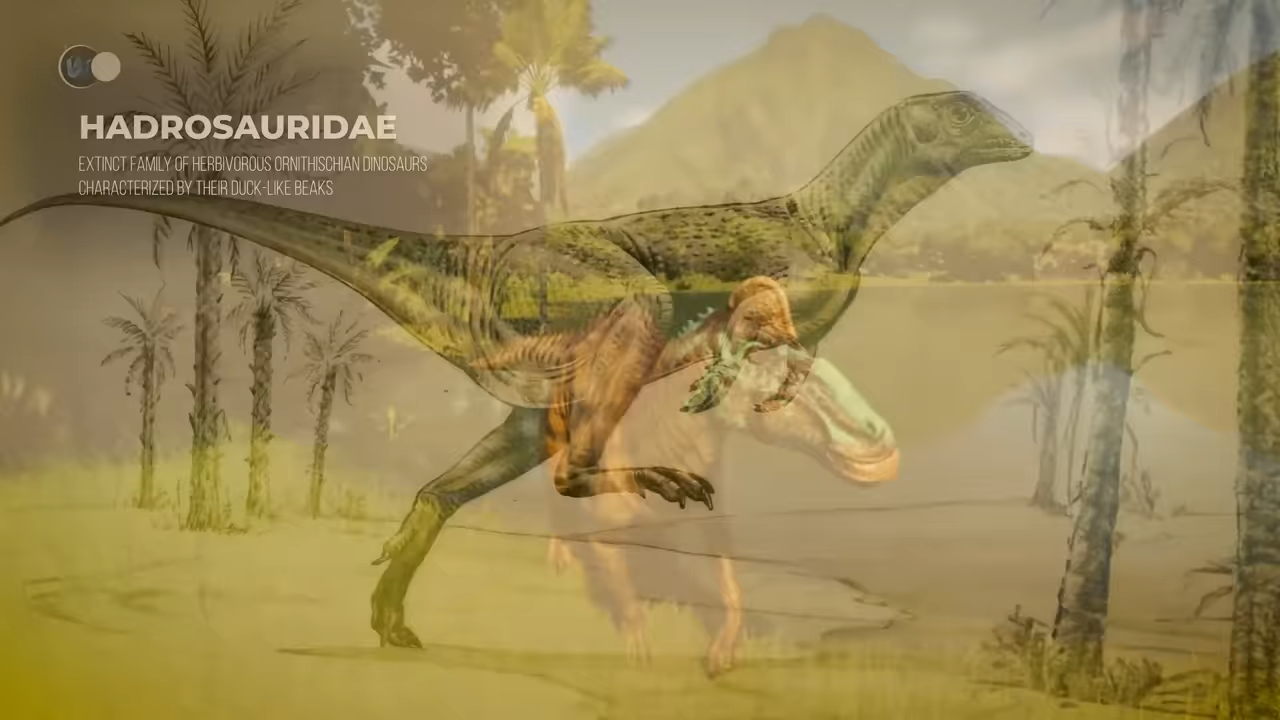 HADROSAURIDAE
EXTINCT FAMILY OF HERBIVOROUS ORNITHISCHIAN DINOSAURS
CHARACTERIZED BY THEIR DUCK-LIKE BEAKS